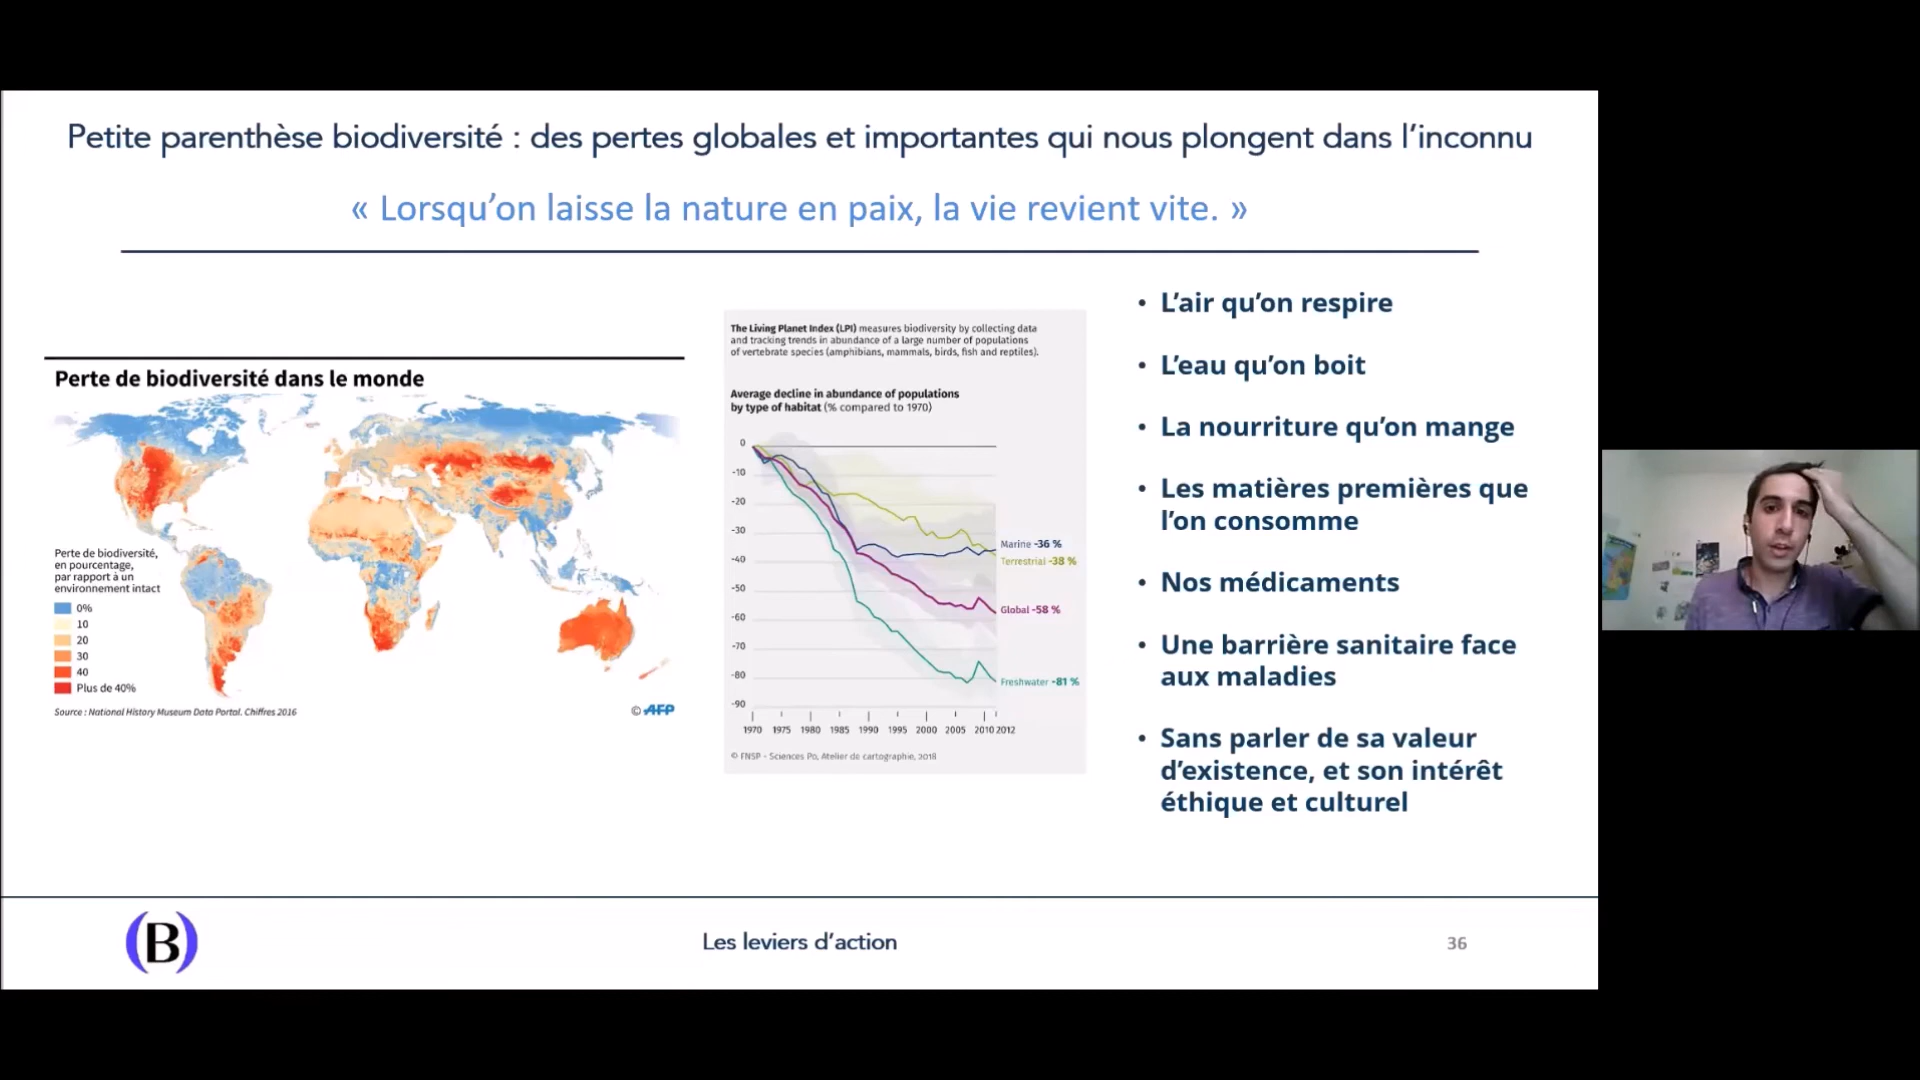 Petite parenthèse biodiversité : des pertes globales et importantes qui nous plongent dans l’inconnu
« Lorsqu’on laisse la nature en paix, la vie revient vite. »
Perte de biodiversité dans le monde
Perte de biodiversité,
en pourcentage,
par rapport à un
environnement intact
0%
10
20
30
40
Plus de 40%
Source : National History Museum Data Portal. Chiffres 2016
© AFP
The Living Planet Index (LPI) measures biodiversity by collecting data
and tracking trends in abundance of a large number of populations
of vertebrate species (amphibians, mammals, birds, fish and reptiles).
Average decline in abundance of populations
by type of habitat (% compared to 1970)
0
-10
-20
-30
-40
-50
-60
-70
-80
-90
Marine -36 %
Terrestrial -38 %
Global -58 %
Freshwater -81 %
1970 1975 1980 1985 1990 1995 2000 2005 2010 2012
© FNSP - Sciences Po, Atelier de cartographie, 2018
• L’air qu’on respire
• L’eau qu’on boit
• La nourriture qu’on mange
• Les matières premières que
l’on consomme
• Nos médicaments
• Une barrière sanitaire face
aux maladies
• Sans parler de sa valeur
d’existence, et son intérêt
éthique et culturel
(B)
Les leviers d’action
36